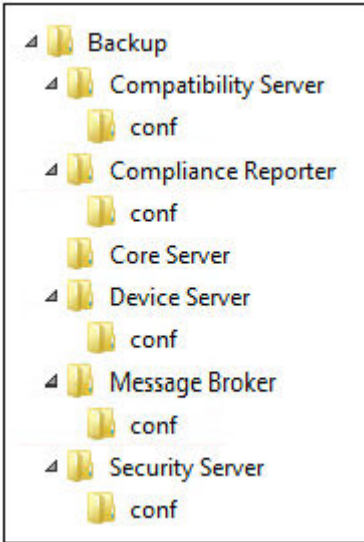 Backup
Compatibility Server
conf
Compliance Reporter
conf
Core Server
Device Server
conf
Message Broker
conf
Security Server
conf